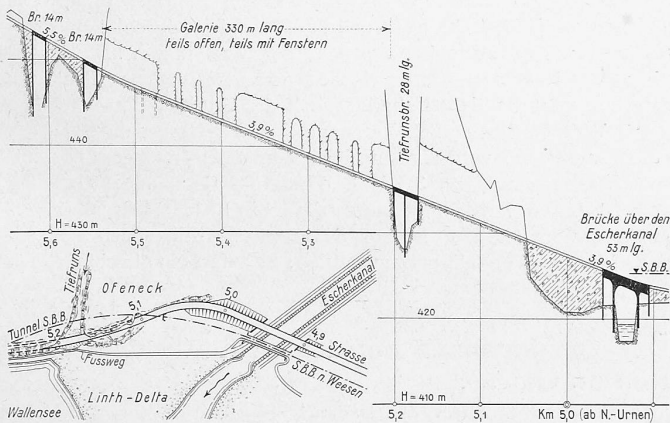 Br. 14m
5,5%
Br. 14m
Galerie 330 m lang
teils offen, teils mit Fenstern
Tiefrunsbr. 28 m lg.
440
3,9%
H = 430 m
5,6
5,5
5,4
5,3
Brücke über den
Escherkanal
53 m lg.
S.B.B.
3,9%
420
H = 410 m
5,2
5,1
Km 5,0 (ab N.-Urnen)
Tiefruns
Ofeneck
5,1
5,0
Escherkanal
Tunnel S.B.B
5,2
4,9
Strasse
Fussweg
S.B.B n. Weesen
Linth-Delta
Wallensee